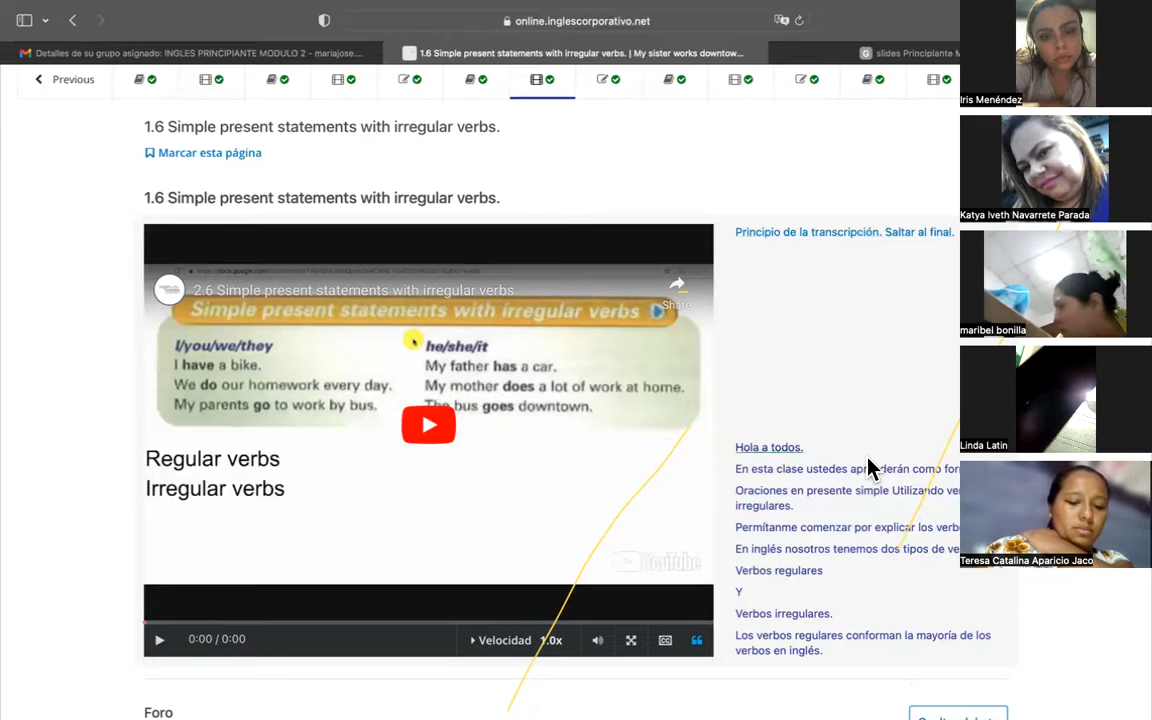 online.inglescorporativo.net
Detalles de su grupo asignado: INGLES PRINCIPIANTE MODULO 2 - mariajose....
1.6 Simple present statements with irregular verbs. | My sister works downtow...
slides Principiante M
Previous
1.6 Simple present statements with irregular verbs.
Marcar esta página
1.6 Simple present statements with irregular verbs.
2.6 Simple present statements with irregular verbs
Share
Simple present statements with irregular verbs
I/you/we/they
I have a bike.
We do our homework every day.
My parents go to work by bus.
he/she/it
My father has a car.
My mother does a lot of work at home.
The bus goes downtown.
Regular verbs
Irregular verbs
YouTube
0:00 / 0:00
Velocidad 1.0x
CC
Principio de la transcripción. Saltar al final.
Hola a todos.
En esta clase ustedes aprenderán como for
Oraciones en presente simple Utilizando ve
irregulares.
Permítanme comenzar por explicar los verbo
En inglés nosotros tenemos dos tipos de ve
Verbos regulares
Y
Verbos irregulares.
Los verbos regulares conforman la mayoría de los
verbos en inglés.
Foro
Iris Menéndez
Katya Iveth Navarrete Parada
maribel bonilla
Linda Latin
Teresa Catalina Aparicio Jaco